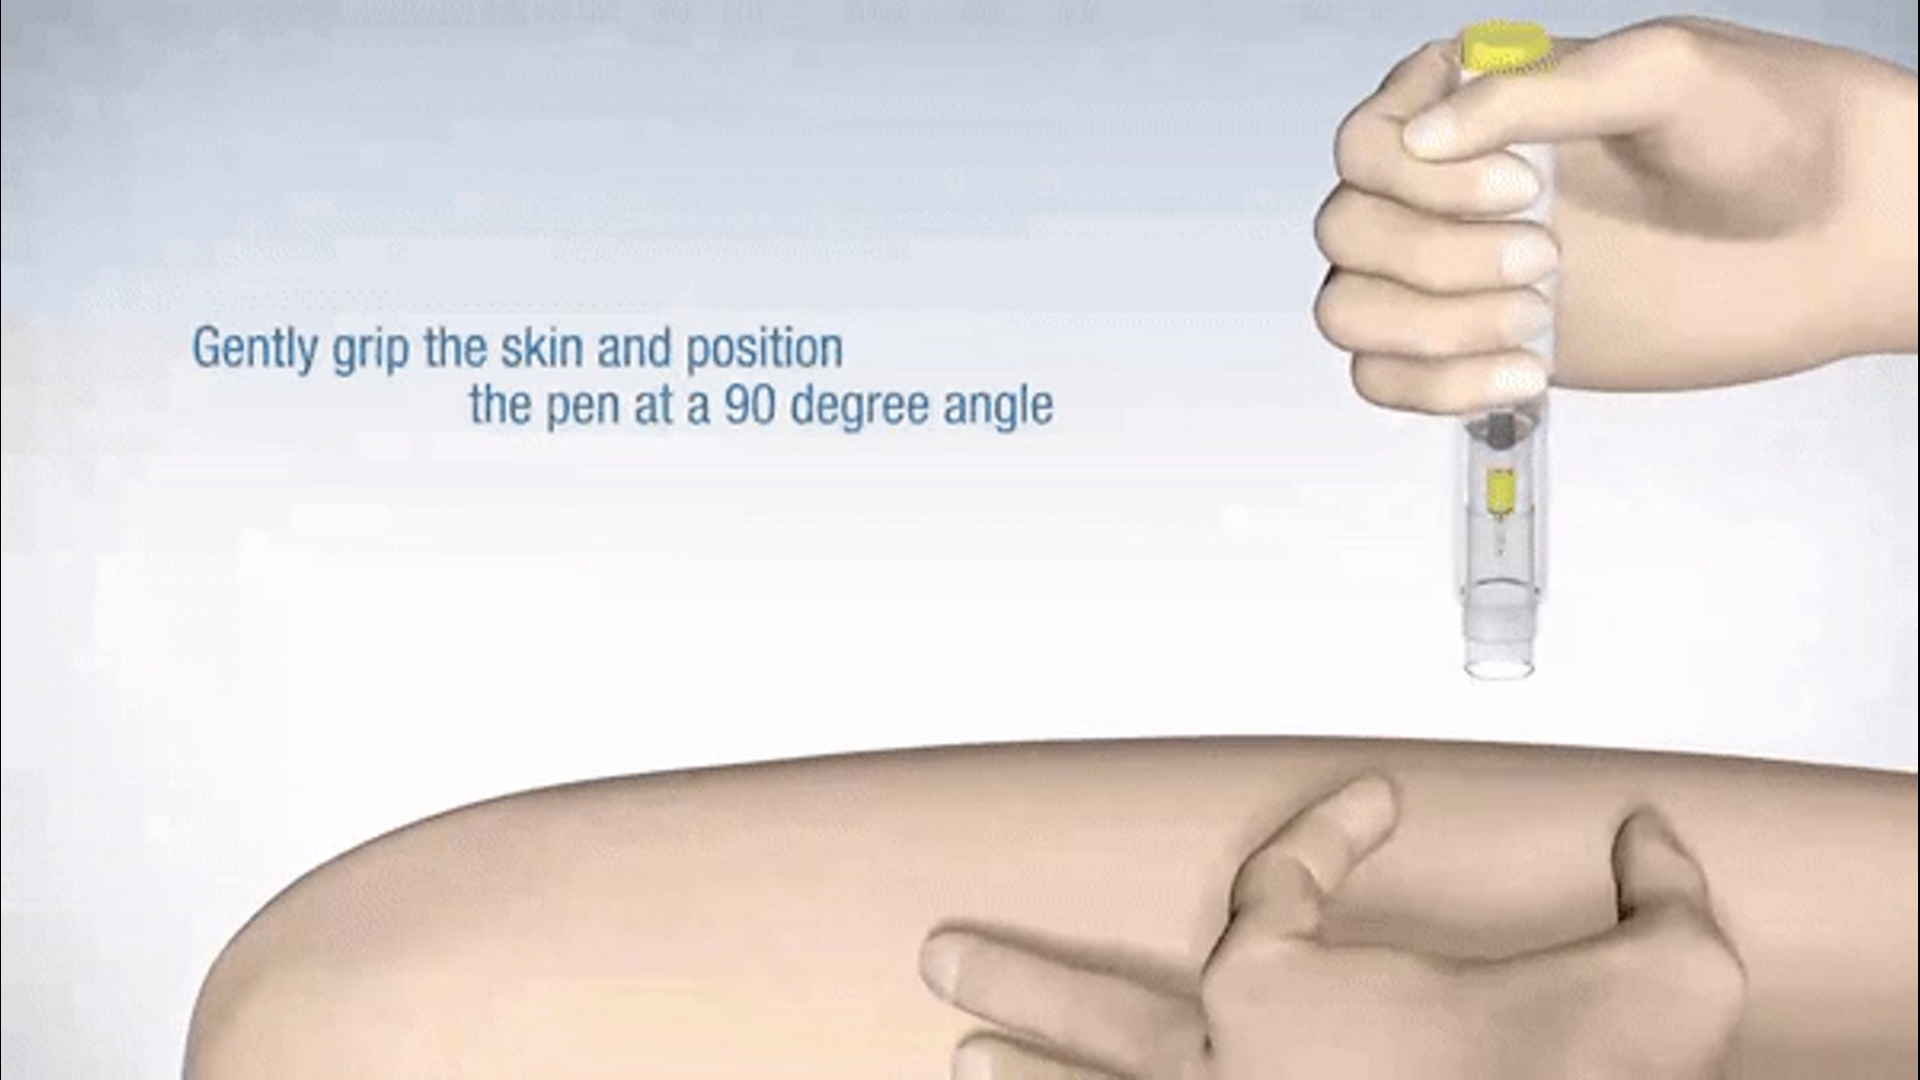 Gently grip the skin and position
the pen at a 90 degree angle